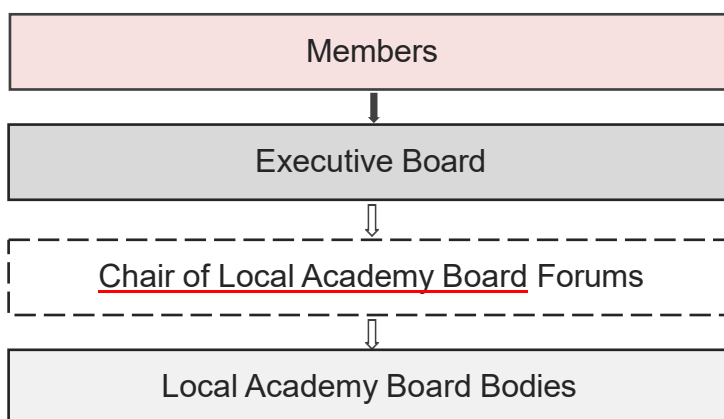 Members
Executive Board
Chair of Local Academy Board Forums
Local Academy Board Bodies